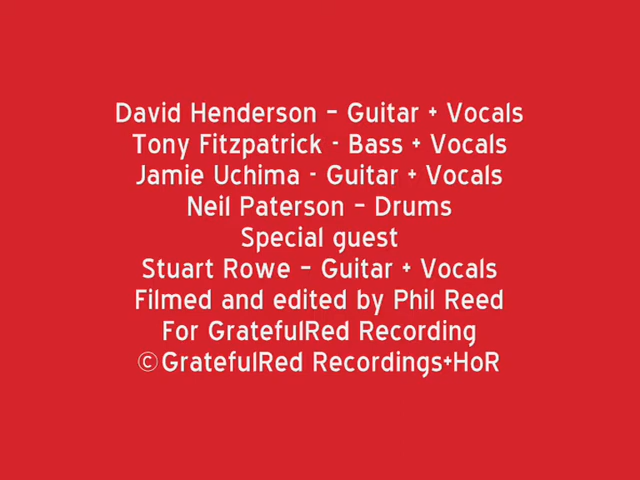 David Henderson – Guitar + Vocals
Tony Fitzpatrick - Bass + Vocals
Jamie Uchima - Guitar + Vocals
Neil Paterson – Drums
Special guest
Stuart Rowe – Guitar + Vocals
Filmed and edited by Phil Reed
For GratefulRed Recording
©GratefulRed Recordings+HoR